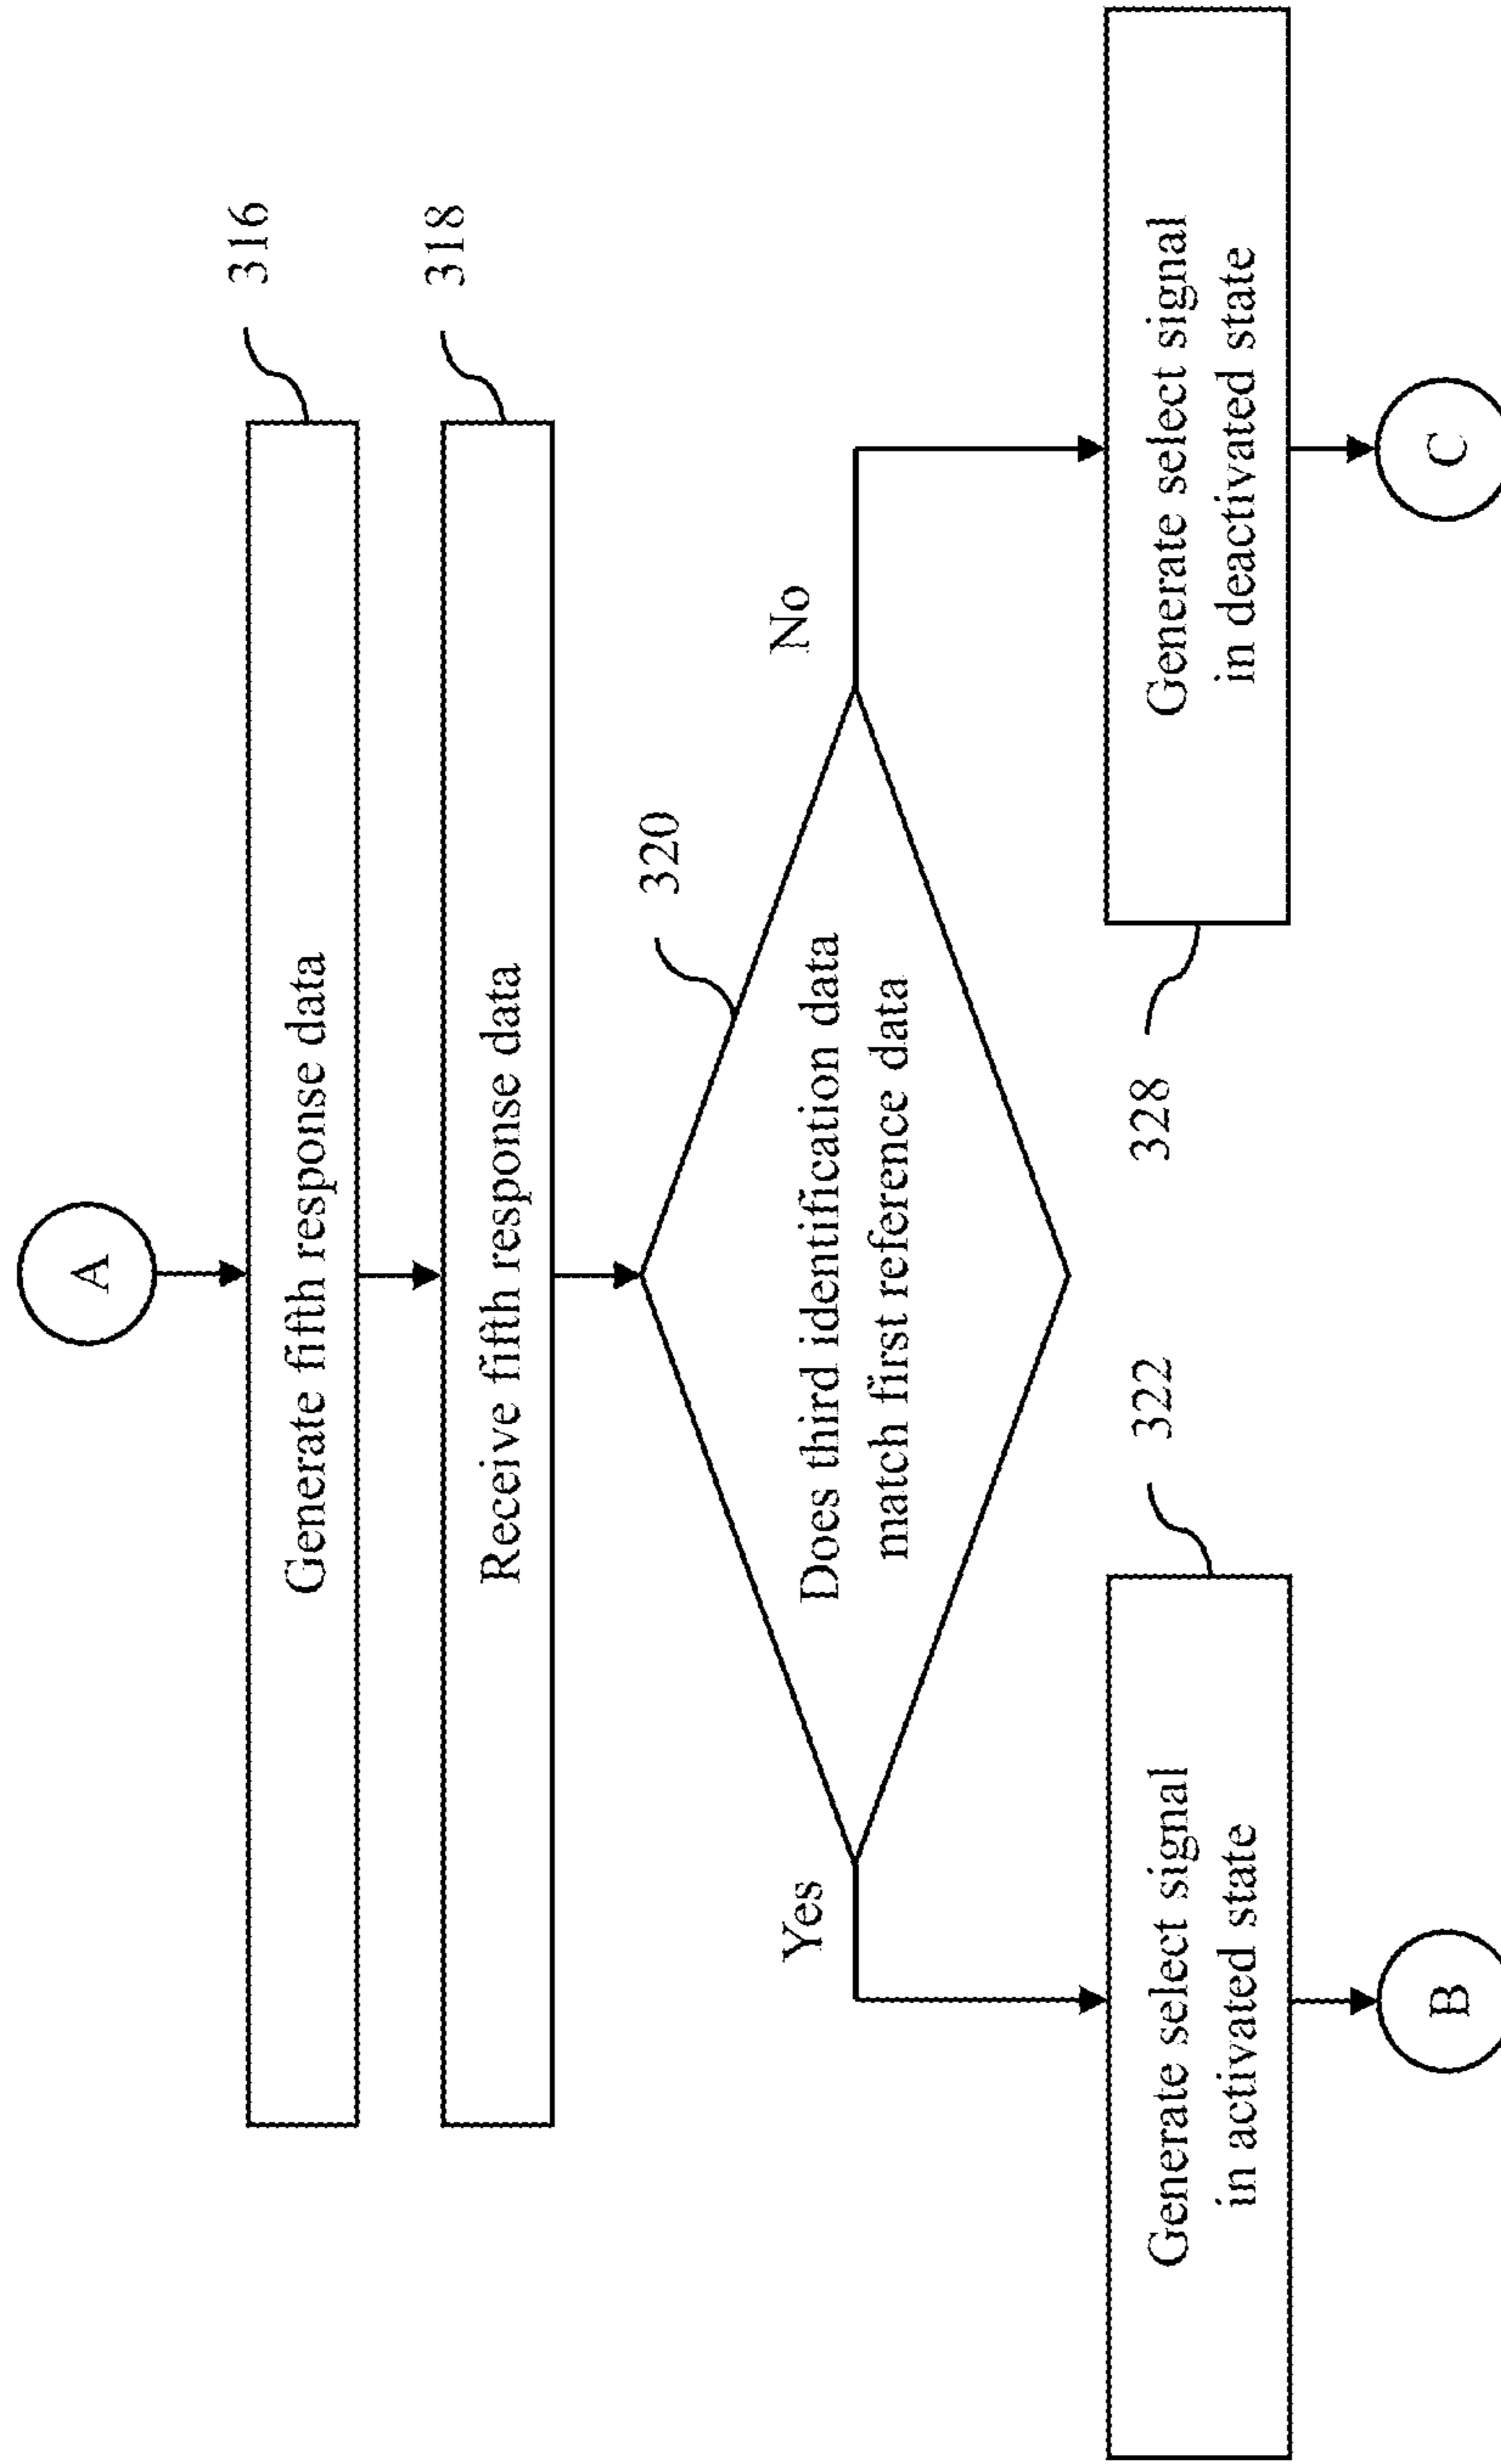 A
316
Generate fifth response data
318
Receive fifth response data
320
Does third identification data
match first reference data
Yes
No
322
Generate select signal
in activated state
328
Generate select signal
in deactivated state
B
C